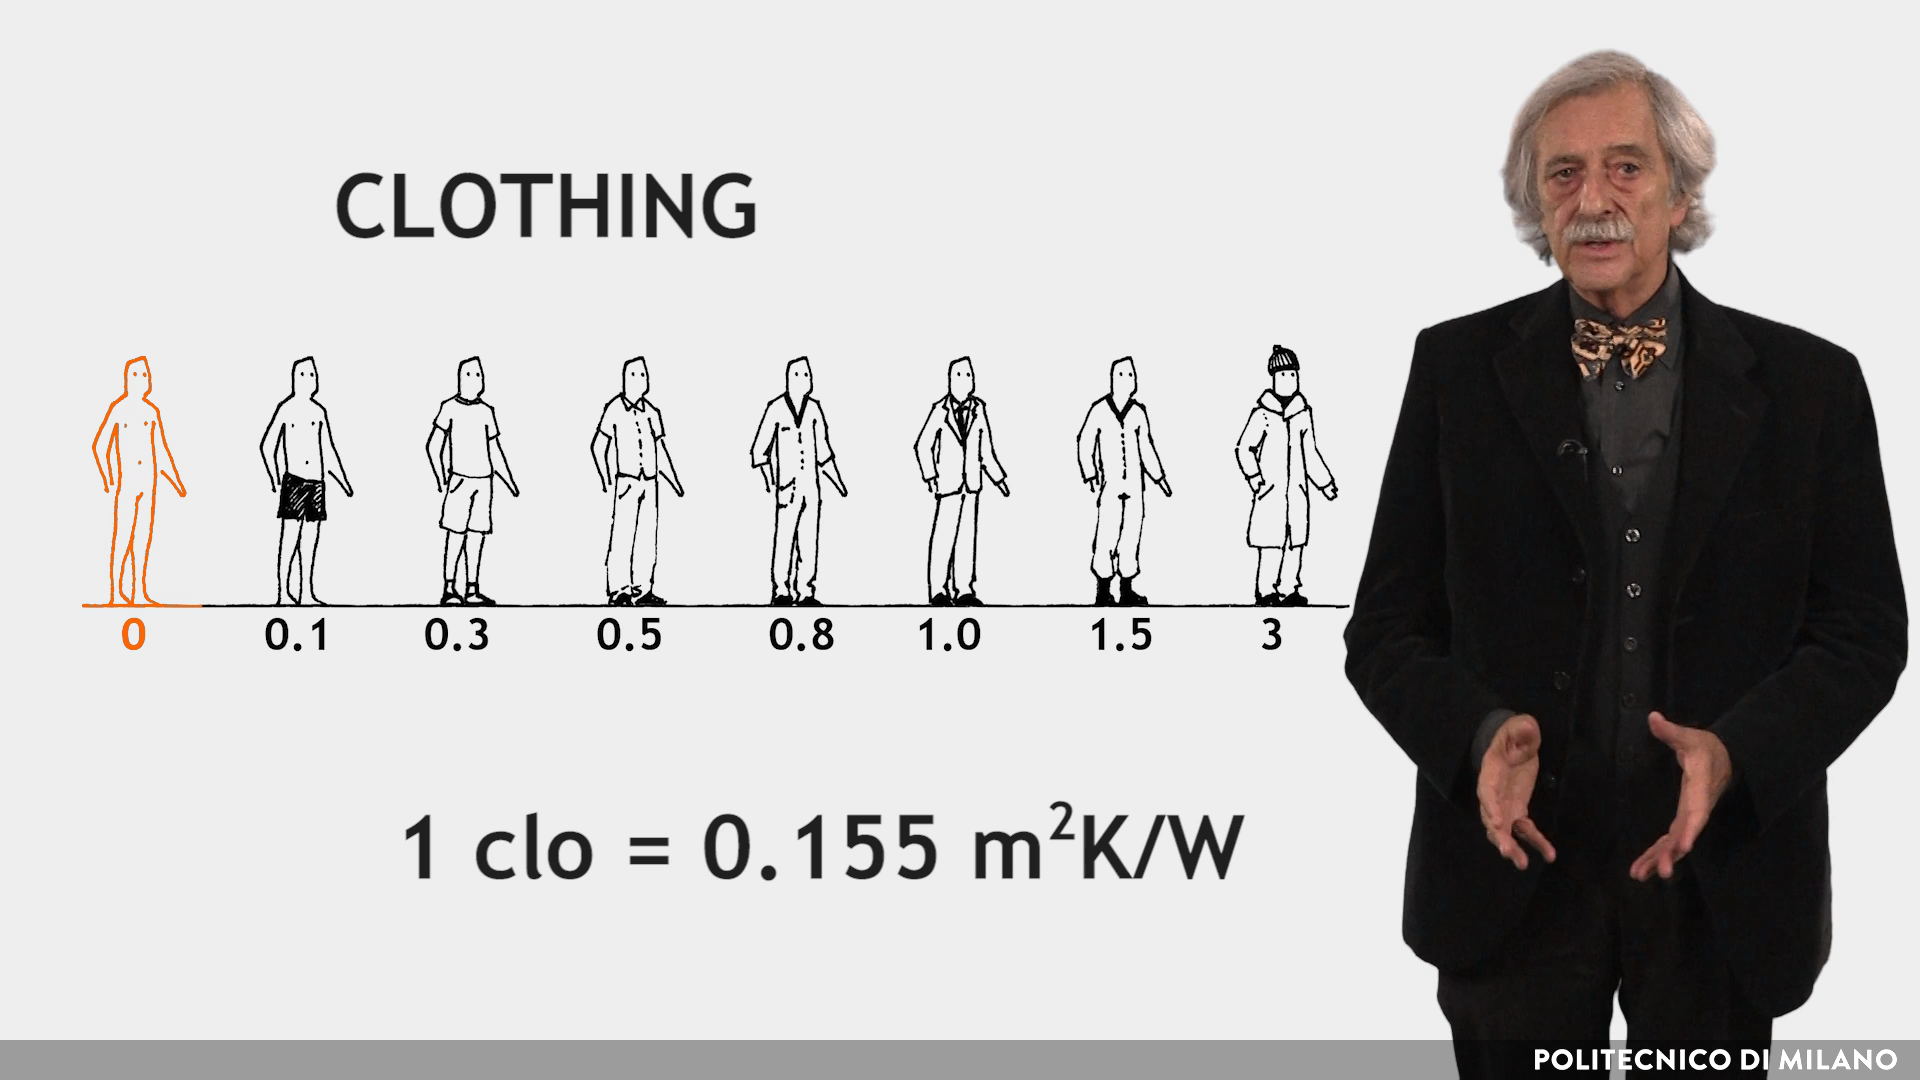 CLOTHING
0 0.1 0.3 0.5 0.8 1.0 1.5 3
1 clo = 0.155 m²K/W
POLITECNICO DI MILANO